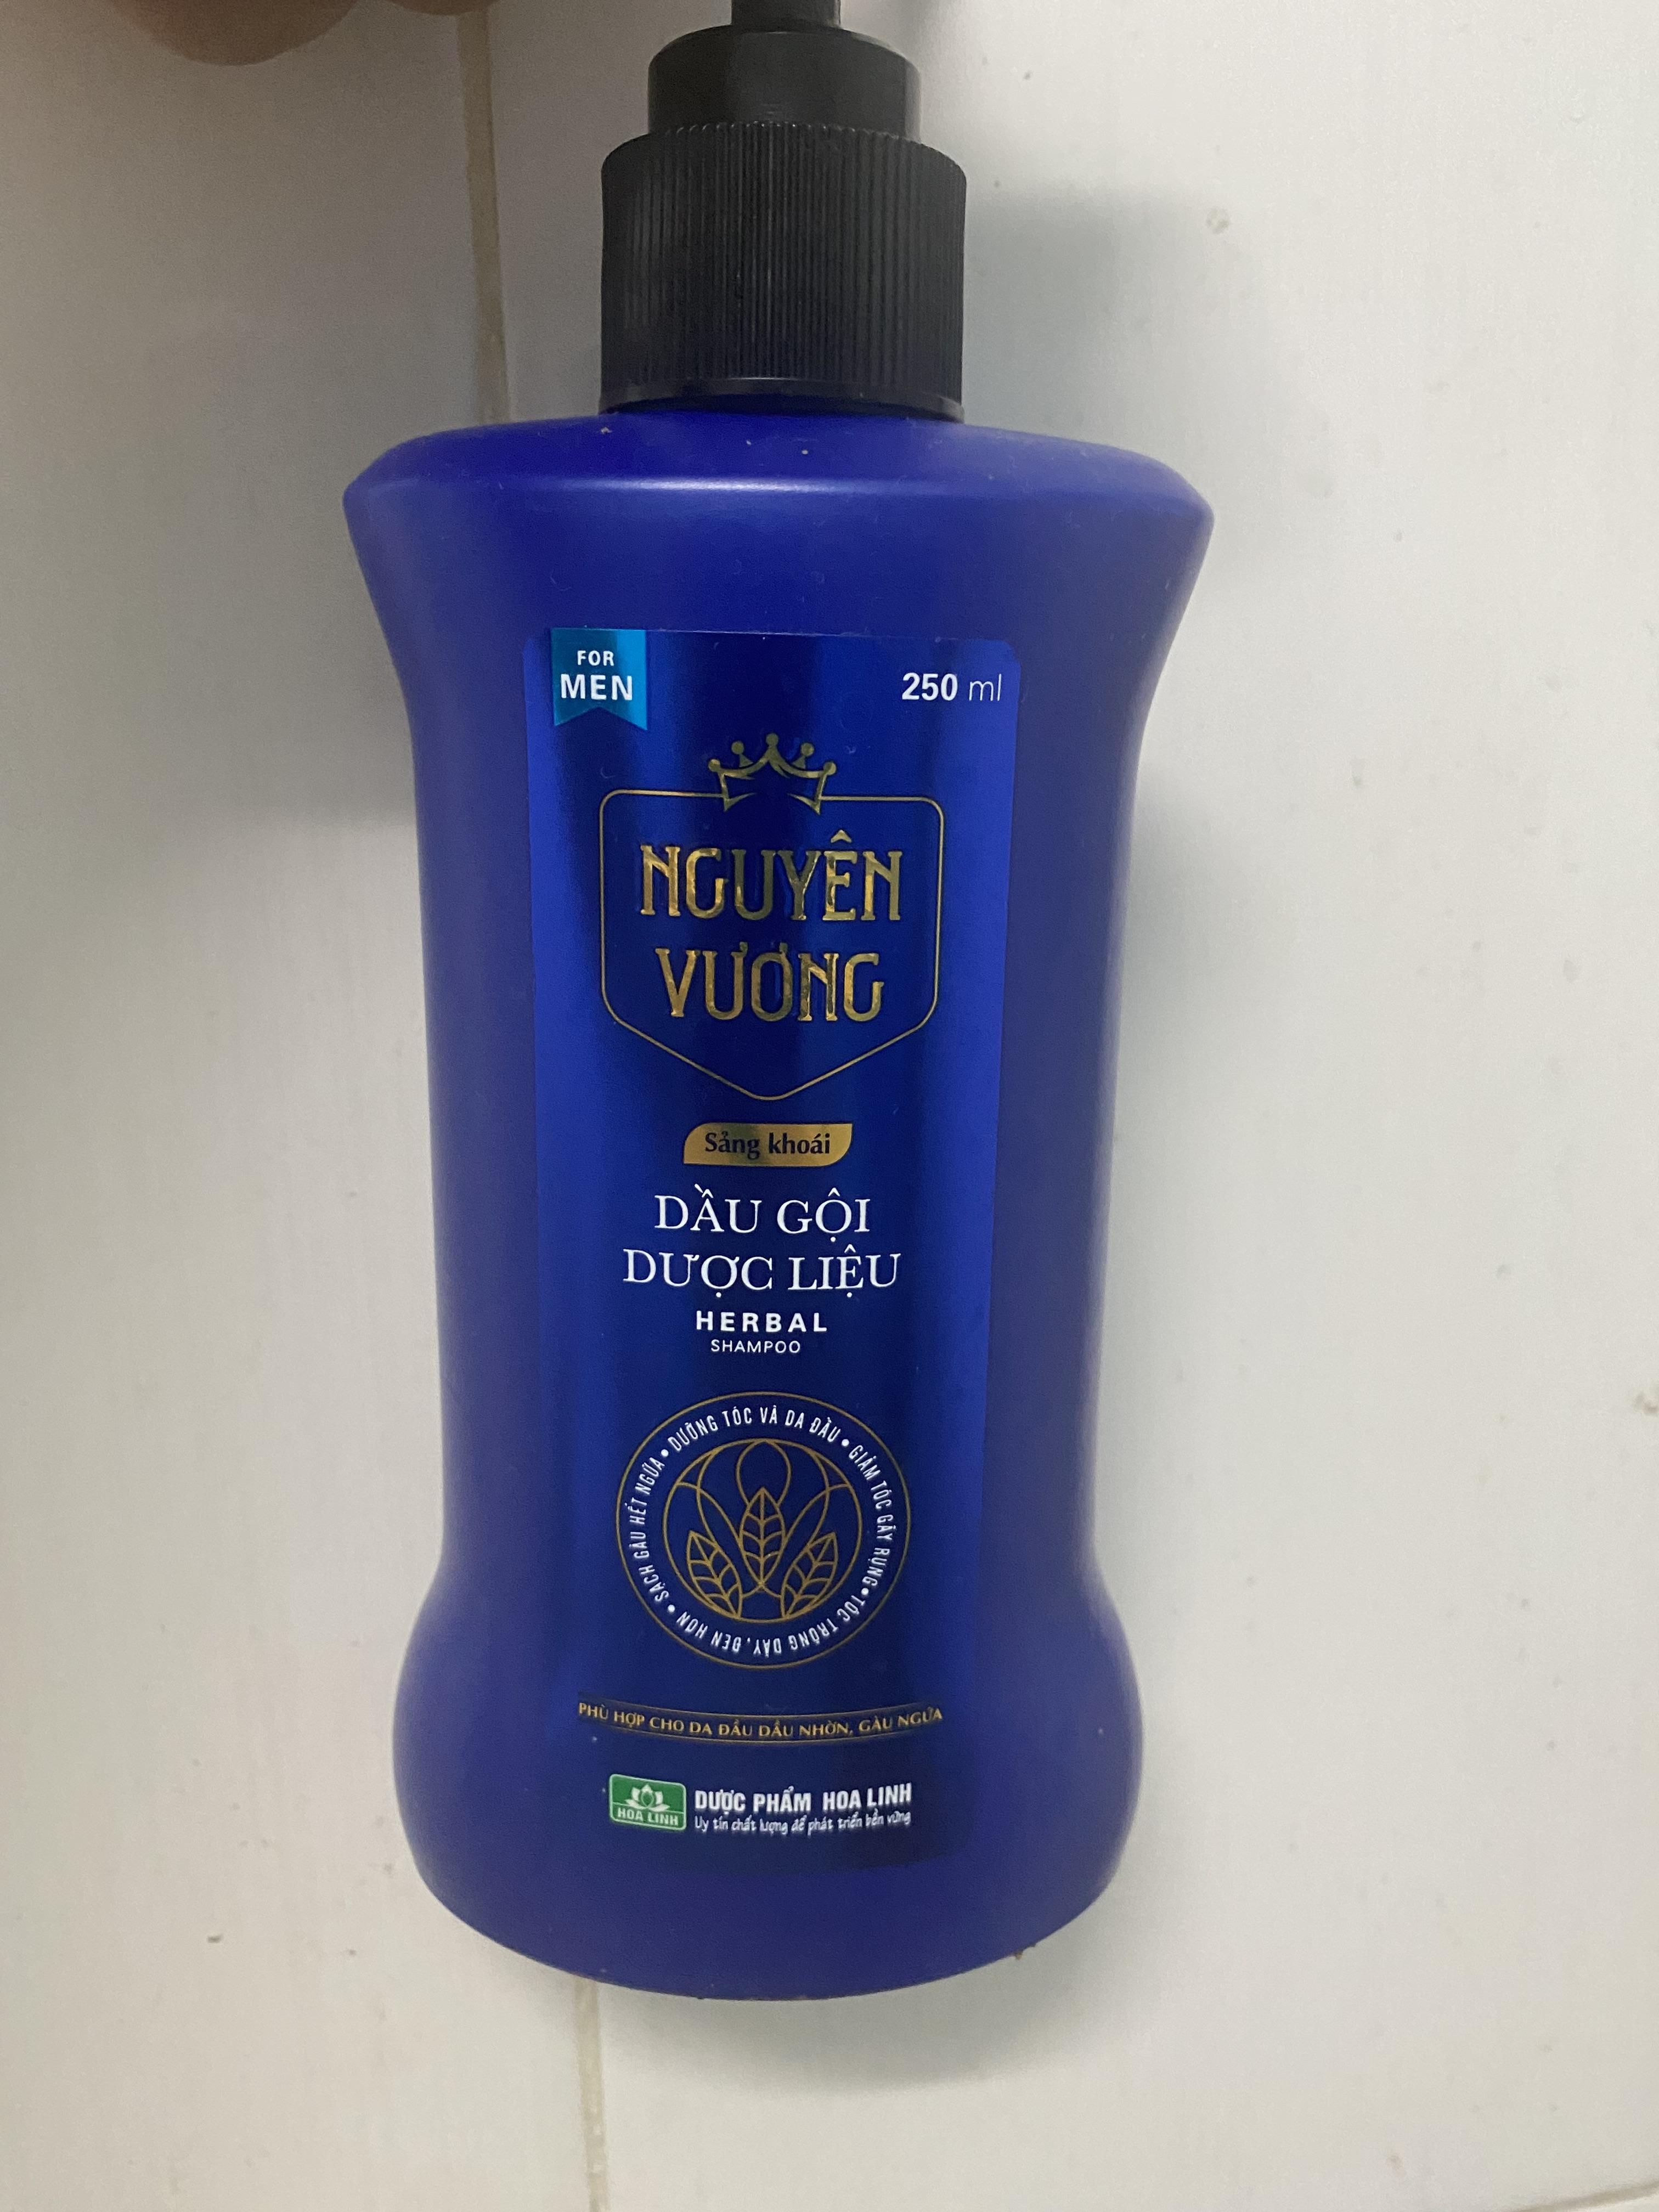 FOR
MEN
250 ml
NGUYÊN
VƯƠNG
Sảng khoái
DẦU GỘI
DƯỢC LIỆU
HERBAL
SHAMPOO
• DƯỠNG TÓC VÀ DA ĐẦU • GIẢM TÓC GÃY RỤNG • TÓC TRÔNG DÀY, ĐEN HƠN • SẠCH GÀU HẾT NGỨA
PHÙ HỢP CHO DA ĐẦU DẦU NHỜN, GÀU NGỨA
HOA LINH
DƯỢC PHẨM HOA LINH
Uy tín chất lượng để phát triển bền vững